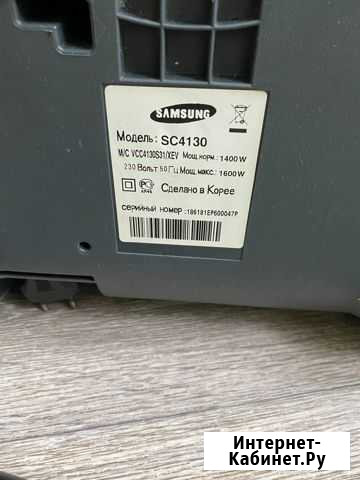 SAMSUNG
Модель: SC4130
M/C VCC4130S31/XEV Мощ.норм.: 1400 W
230 Вольт 50 Гц Мощ.макс.: 1600 W
Сделано в Корее
серийный номер :186181EP600047P
Интернет-
Кабинет.Ру